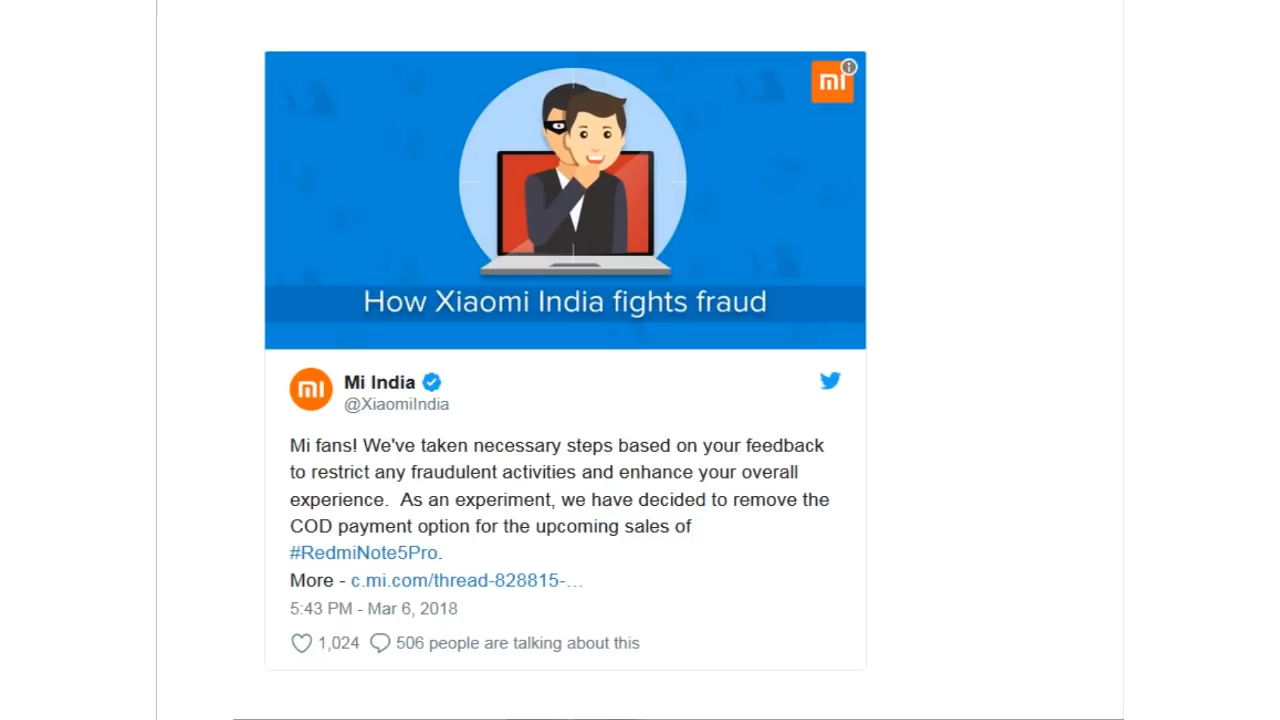 mi
How Xiaomi India fights fraud
mi
Mi India
@XiaomiIndia
Mi fans! We've taken necessary steps based on your feedback
to restrict any fraudulent activities and enhance your overall
experience.  As an experiment, we have decided to remove the
COD payment option for the upcoming sales of
#RedmiNote5Pro.
More - c.mi.com/thread-828815-…
5:43 PM - Mar 6, 2018
1,024 506 people are talking about this